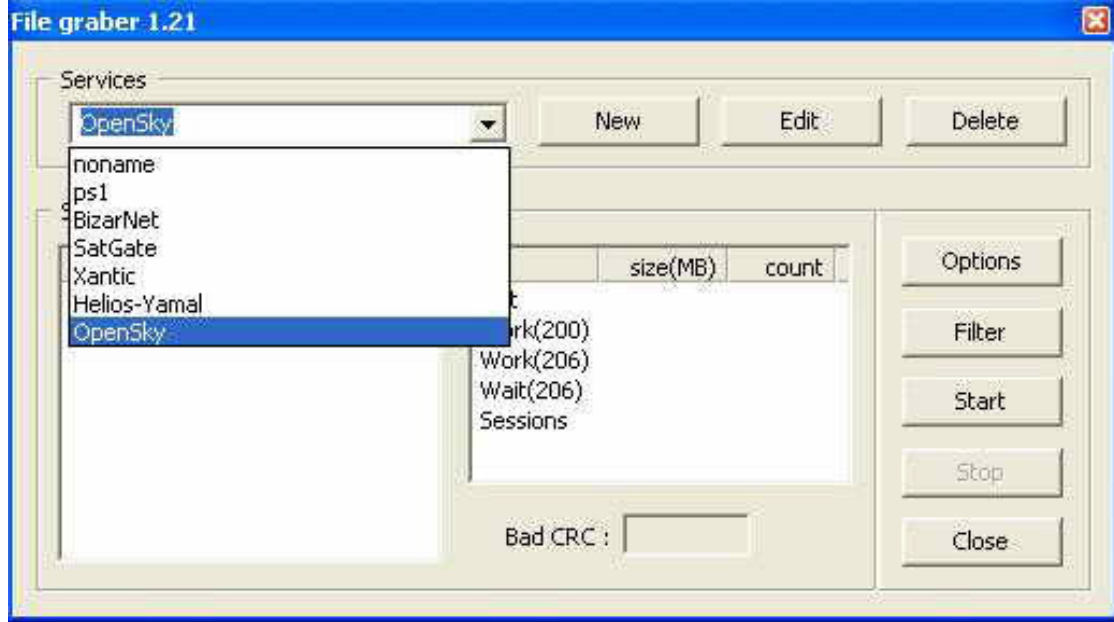 File graber 1.21
Services
OpenSky
New
Edit
Delete
noname
ps1
BizarNet
SatGate
Xantic
Helios-Yamal
OpenSky
size(MB) count
Work(206)
Wait(206)
Sessions
Bad CRC :
Options
Filter
Start
Stop
Close